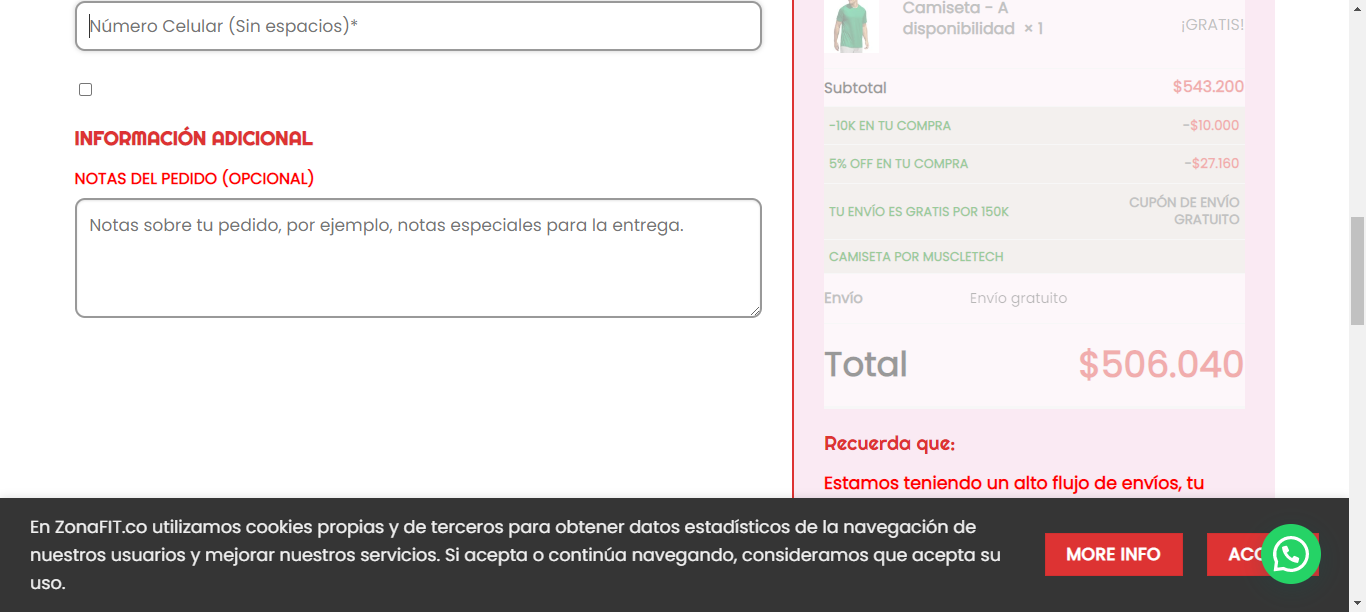 Número Celular (Sin espacios)*
INFORMACIÓN ADICIONAL
NOTAS DEL PEDIDO (OPCIONAL)
Notas sobre tu pedido, por ejemplo, notas especiales para la entrega.
Camiseta - A
disponibilidad × 1
¡GRATIS!
Subtotal $543.200
-10K EN TU COMPRA -$10.000
5% OFF EN TU COMPRA -$27.160
TU ENVÍO ES GRATIS POR 150K
CUPÓN DE ENVÍO
GRATUITO
CAMISETA POR MUSCLETECH
Envío Envío gratuito
Total $506.040
Recuerda que:
Estamos teniendo un alto flujo de envíos, tu
En ZonaFIT.co utilizamos cookies propias y de terceros para obtener datos estadísticos de la navegación de
nuestros usuarios y mejorar nuestros servicios. Si acepta o continúa navegando, consideramos que acepta su
uso.
MORE INFO